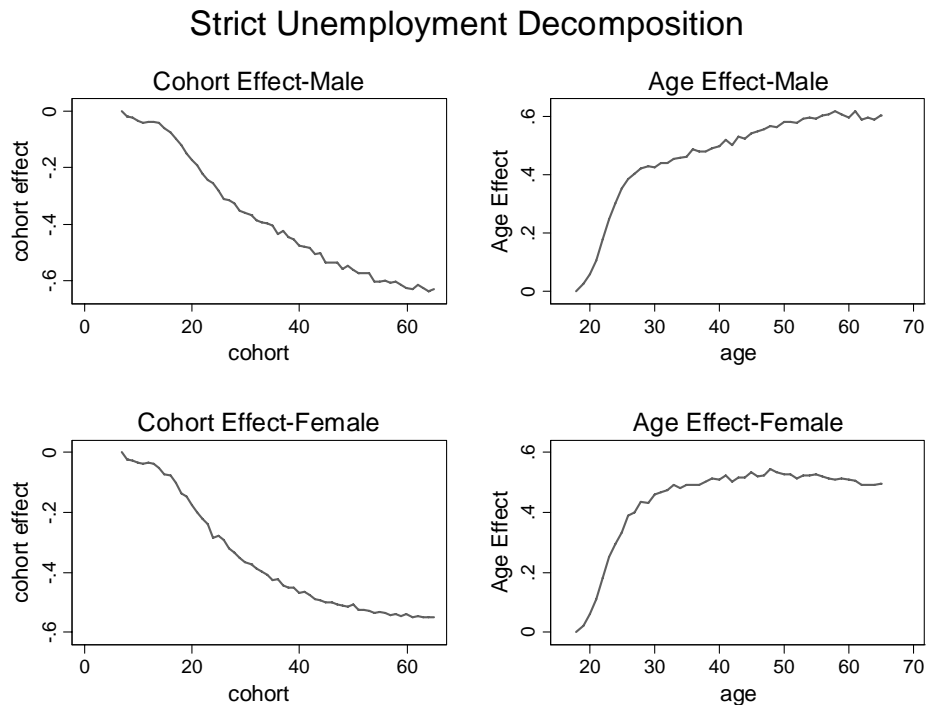 Strict Unemployment Decomposition
Cohort Effect-Male
cohort effect
0
-.2
-.4
-.6
0 20 40 60
cohort
Age Effect-Male
Age Effect
.6
.4
.2
0
20 30 40 50 60 70
age
Cohort Effect-Female
cohort effect
0
-.2
-.4
-.6
0 20 40 60
cohort
Age Effect-Female
Age Effect
.6
.4
.2
0
20 30 40 50 60 70
age